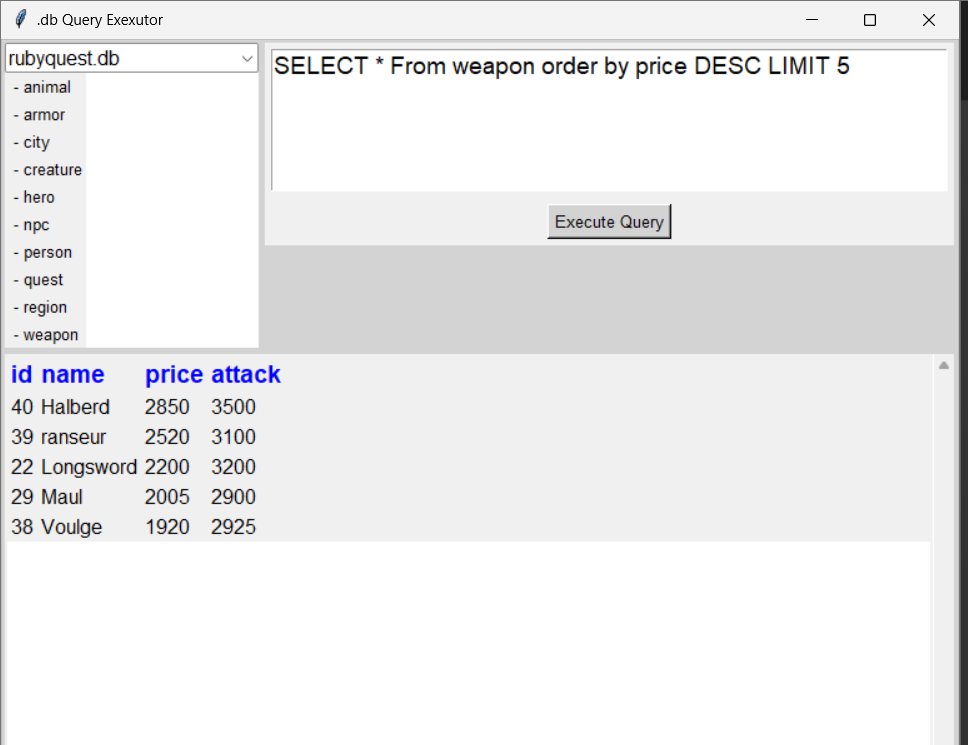 .db Query Exexutor
rubyquest.db
- animal
- armor
- city
- creature
- hero
- npc
- person
- quest
- region
- weapon
SELECT * From weapon order by price DESC LIMIT 5
Execute Query
id name price attack
40 Halberd 2850 3500
39 ranseur 2520 3100
22 Longsword 2200 3200
29 Maul 2005 2900
38 Voulge 1920 2925